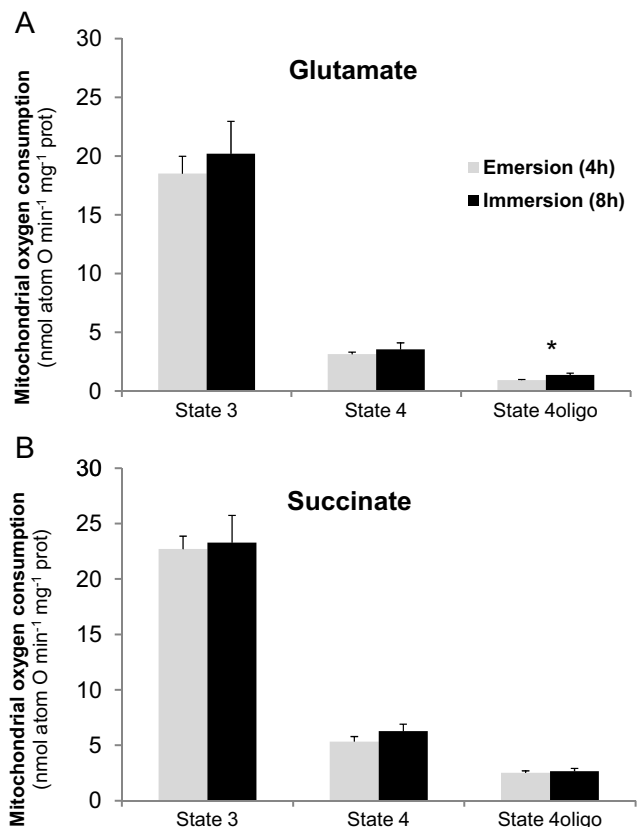 A
Mitochondrial oxygen consumption
(nmol atom O min-1 mg-1 prot)
30
25
20
15
10
5
0
Glutamate
Emersion (4h)
Immersion (8h)
*
State 3
State 4
State 4oligo
B
Mitochondrial oxygen consumption
(nmol atom O min-1 mg-1 prot)
30
25
20
15
10
5
0
Succinate
State 3
State 4
State 4oligo